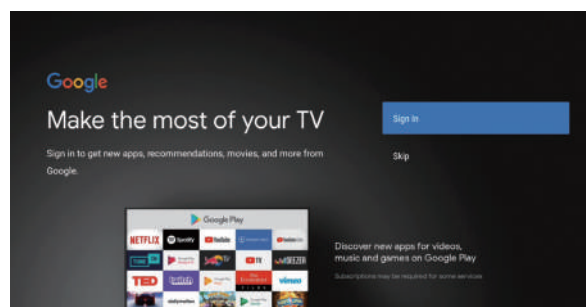 Google
Make the most of your TV
Sign In
Sign in to get new apps, recommendations, movies, and more from
Google.
Skip
Google Play
NETFLIX Spotify YouTube
Discover new apps for videos,
music and games on Google Play
Subscriptions may be required for some services
DEEZER
TED twitch vimeo
dailymotion